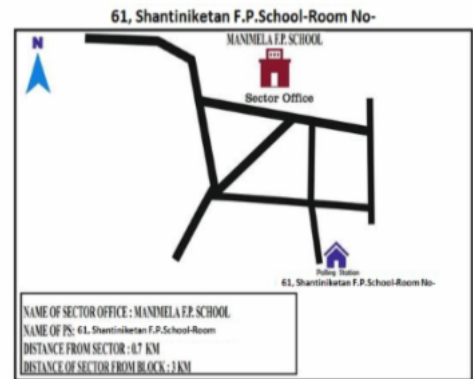 61, Shantiniketan F.P.School-Room No-
N
MANIMELA F.P. SCHOOL
Sector Office
Polling Station
61, Shantiniketan F.P.School-Room No-
NAME OF SECTOR OFFICE : MANIMELA F.P. SCHOOL
NAME OF PS: 61, Shantiniketan F.P.School-Room
DISTANCE FROM SECTOR : 0.7 KM
DISTANCE OF SECTOR FROM BLOCK : 3 KM